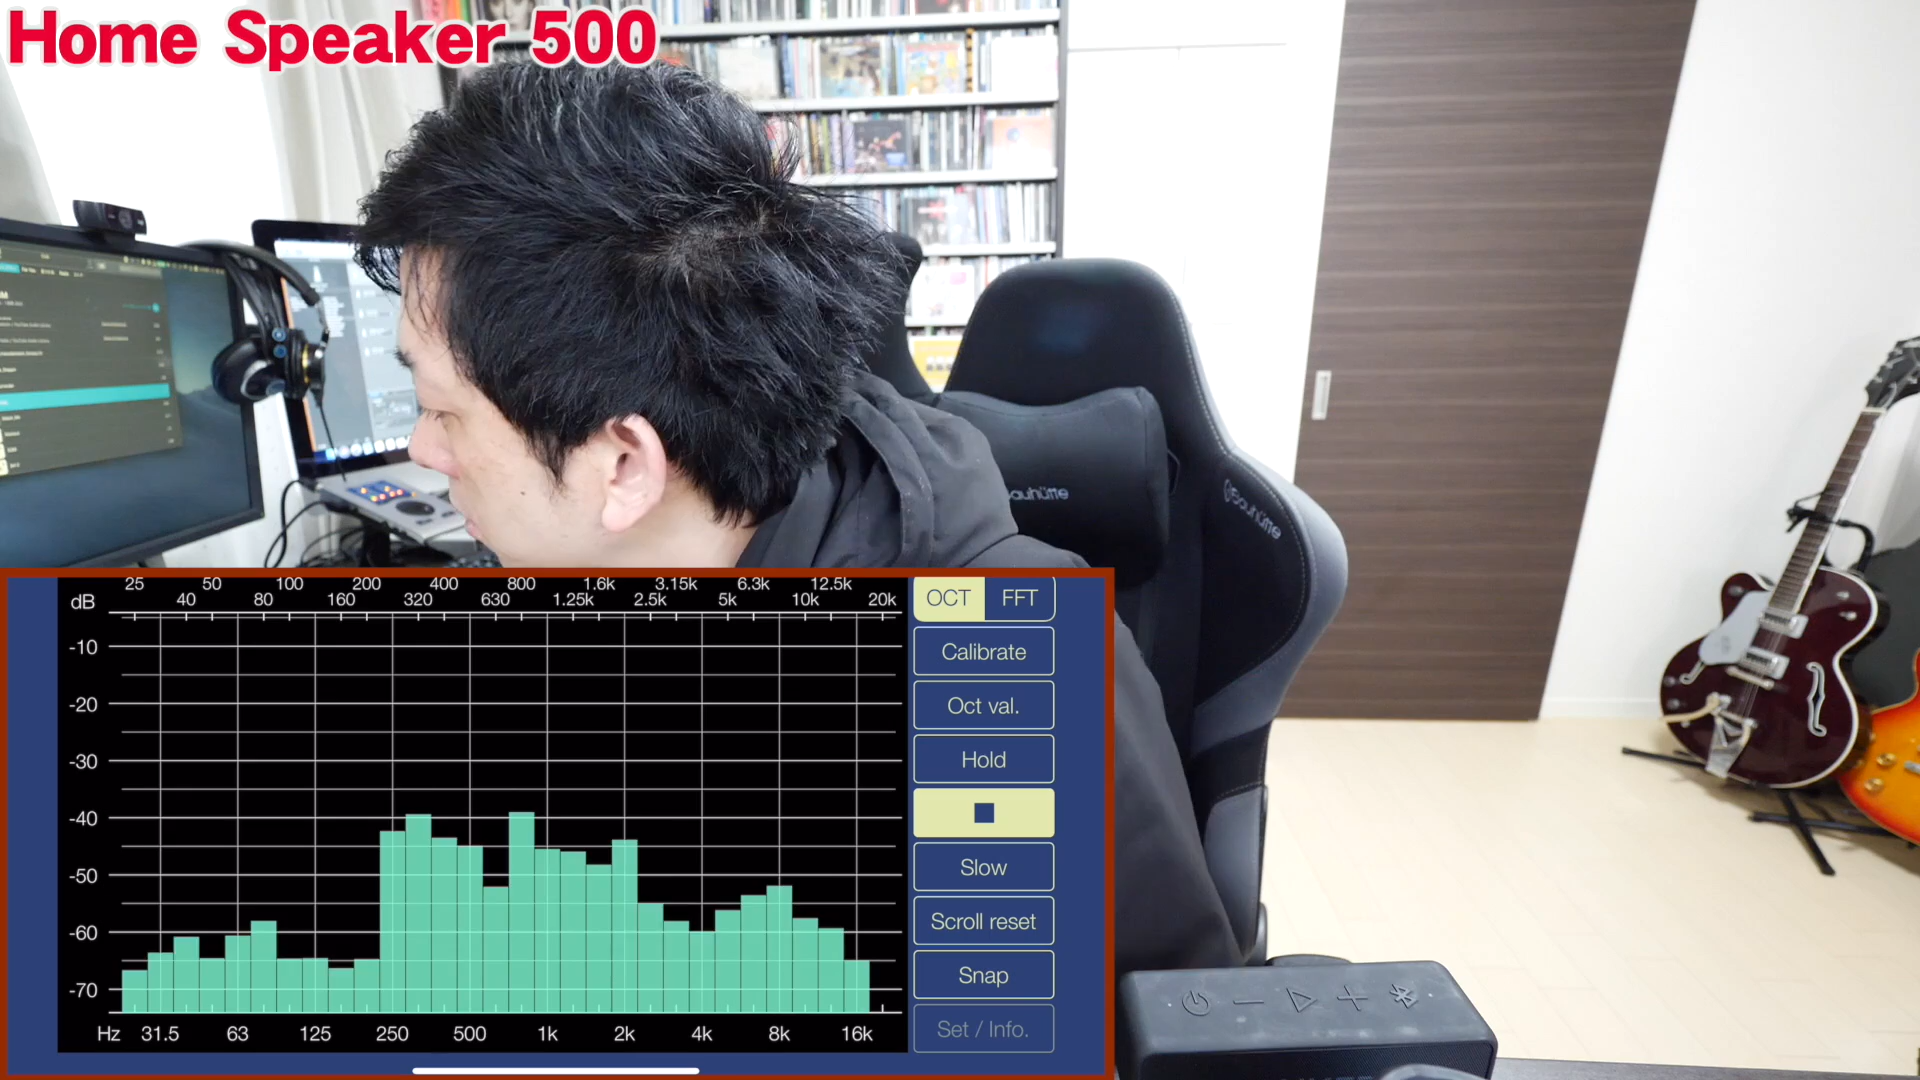 Home Speaker 500
25 50 100 200 400 800 1.6k 3.15k 6.3k 12.5k
dB 40 80 160 320 630 1.25k 2.5k 5k 10k 20k
-10
-20
-30
-40
-50
-60
-70
Hz 31.5 63 125 250 500 1k 2k 4k 8k 16k
OCT FFT
Calibrate
Oct val.
Hold
Slow
Scroll reset
Snap
Set / Info.
Bauhütte